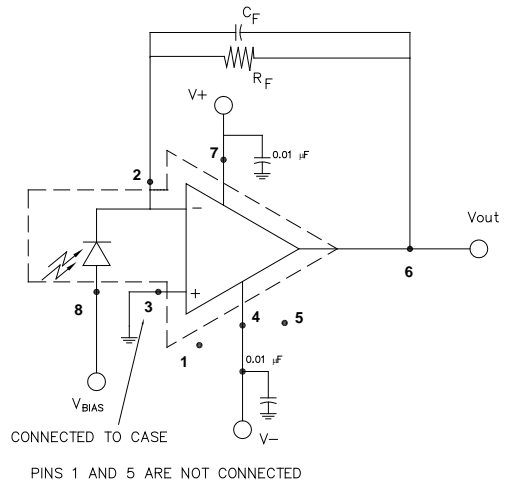 C F
R F
V+
7
0.01 µF
2
Vout
6
8
3
4
5
1
0.01 µF
V BIAS
V-
CONNECTED TO CASE
PINS 1 AND 5 ARE NOT CONNECTED